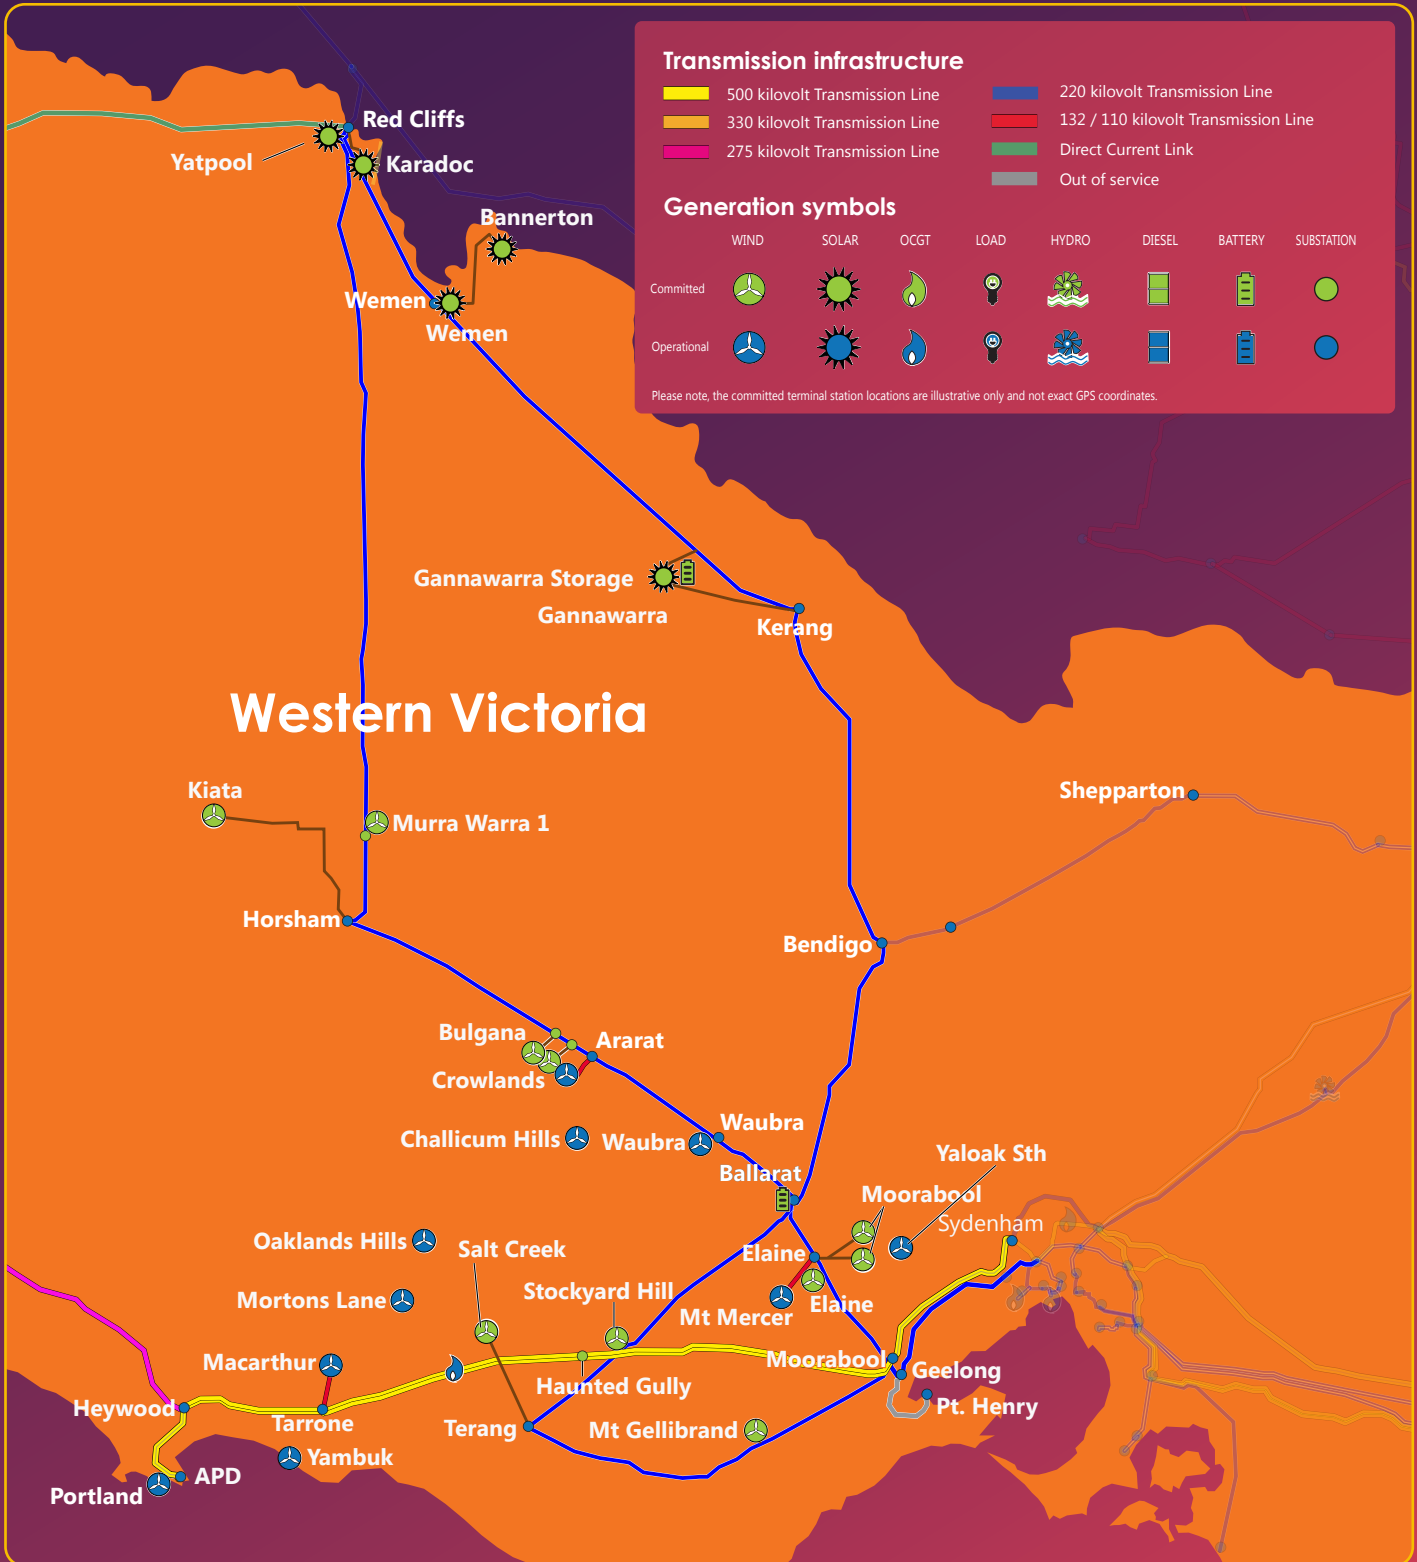 Transmission infrastructure
500 kilovolt Transmission Line
330 kilovolt Transmission Line
275 kilovolt Transmission Line
220 kilovolt Transmission Line
132 / 110 kilovolt Transmission Line
Direct Current Link
Out of service
Generation symbols
WIND SOLAR OCGT LOAD HYDRO DIESEL BATTERY SUBSTATION
Committed
Operational
Please note, the committed terminal station locations are illustrative only and not exact GPS coordinates.
Red Cliffs
Yatpool
Karadoc
Bannerton
Wemen
Wemen
Gannawarra Storage
Gannawarra
Kerang
Western Victoria
Kiata
Shepparton
Murra Warra 1
Horsham
Bendigo
Bulgana
Ararat
Crowlands
Waubra
Challicum Hills
Waubra
Yaloak Sth
Ballarat
Moorabool
Sydenham
Oaklands Hills
Salt Creek
Elaine
Stockyard Hill
Mortons Lane
Elaine
Mt Mercer
Macarthur
Moorabool
Geelong
Haunted Gully
Heywood
Pt. Henry
Tarrone
Terang
Mt Gellibrand
Yambuk
APD
Portland